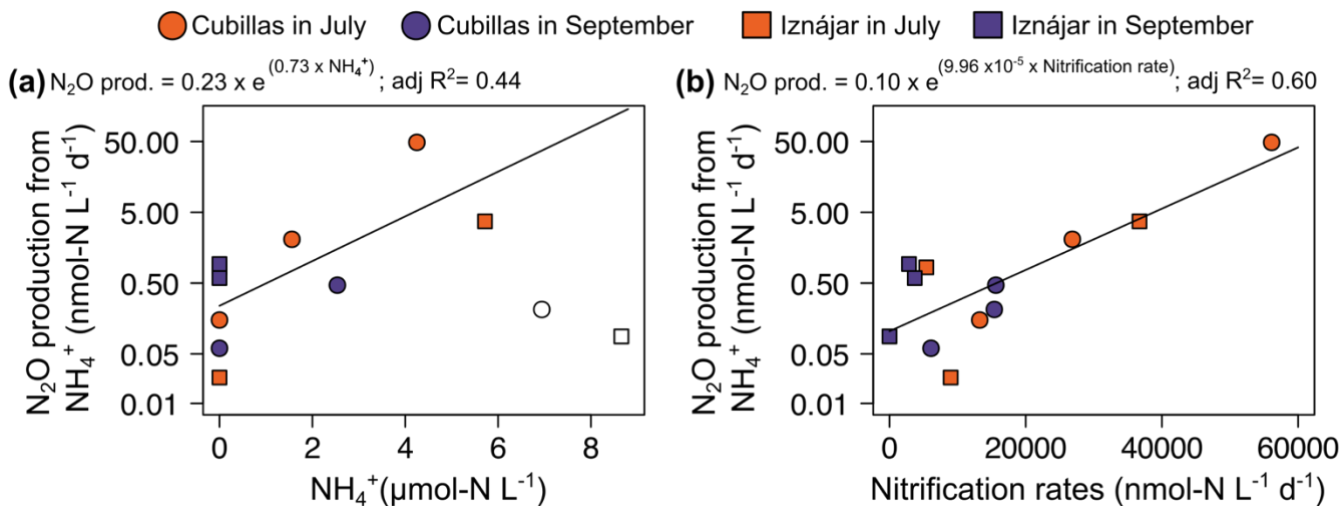 Cubillas in July Cubillas in September Iznájar in July Iznájar in September
(a) N₂O prod. = 0.23 x e^(0.73 x NH₄⁺) ; adj R²= 0.44
N₂O production from
NH₄⁺ (nmol-N L⁻¹ d⁻¹)
50.00
5.00
0.50
0.05
0.01
0 2 4 6 8
NH₄⁺(µmol-N L⁻¹)
(b) N₂O prod. = 0.10 x e^(9.96 x10⁻⁵ x Nitrification rate) ; adj R²= 0.60
N₂O production from
NH₄⁺ (nmol-N L⁻¹ d⁻¹)
50.00
5.00
0.50
0.05
0.01
0 20000 40000 60000
Nitrification rates (nmol-N L⁻¹ d⁻¹)